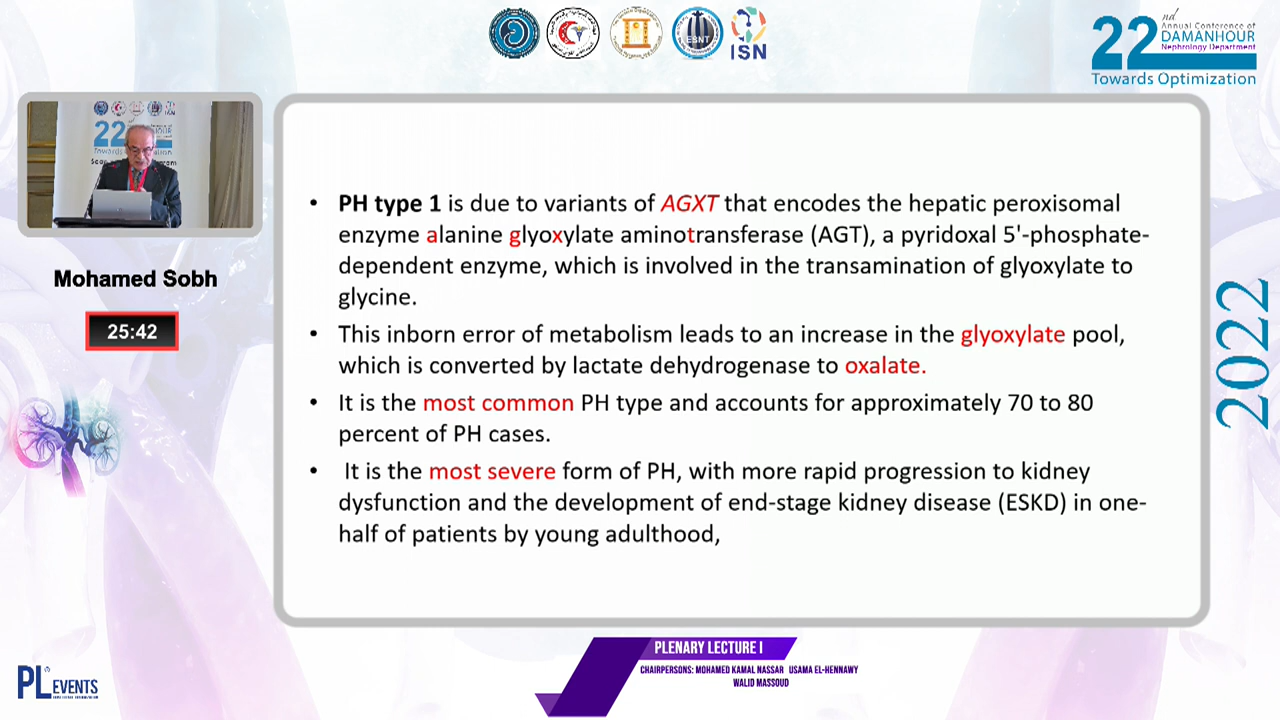 ESNT
ISN
22
nd
Annual Conference of
DAMANHOUR
Nephrology Department
Towards Optimization
22
Mohamed Sobh
25:42
• PH type 1 is due to variants of AGXT that encodes the hepatic peroxisomal
enzyme alanine glyoxylate aminotransferase (AGT), a pyridoxal 5'-phosphate-
dependent enzyme, which is involved in the transamination of glyoxylate to
glycine.
• This inborn error of metabolism leads to an increase in the glyoxylate pool,
which is converted by lactate dehydrogenase to oxalate.
• It is the most common PH type and accounts for approximately 70 to 80
percent of PH cases.
• It is the most severe form of PH, with more rapid progression to kidney
dysfunction and the development of end-stage kidney disease (ESKD) in one-
half of patients by young adulthood,
2022
PLENARY LECTURE I
CHAIRPERSONS: MOHAMED KAMAL NASSAR USAMA EL-HENNAWY
WALID MASSOUD
PL EVENTS